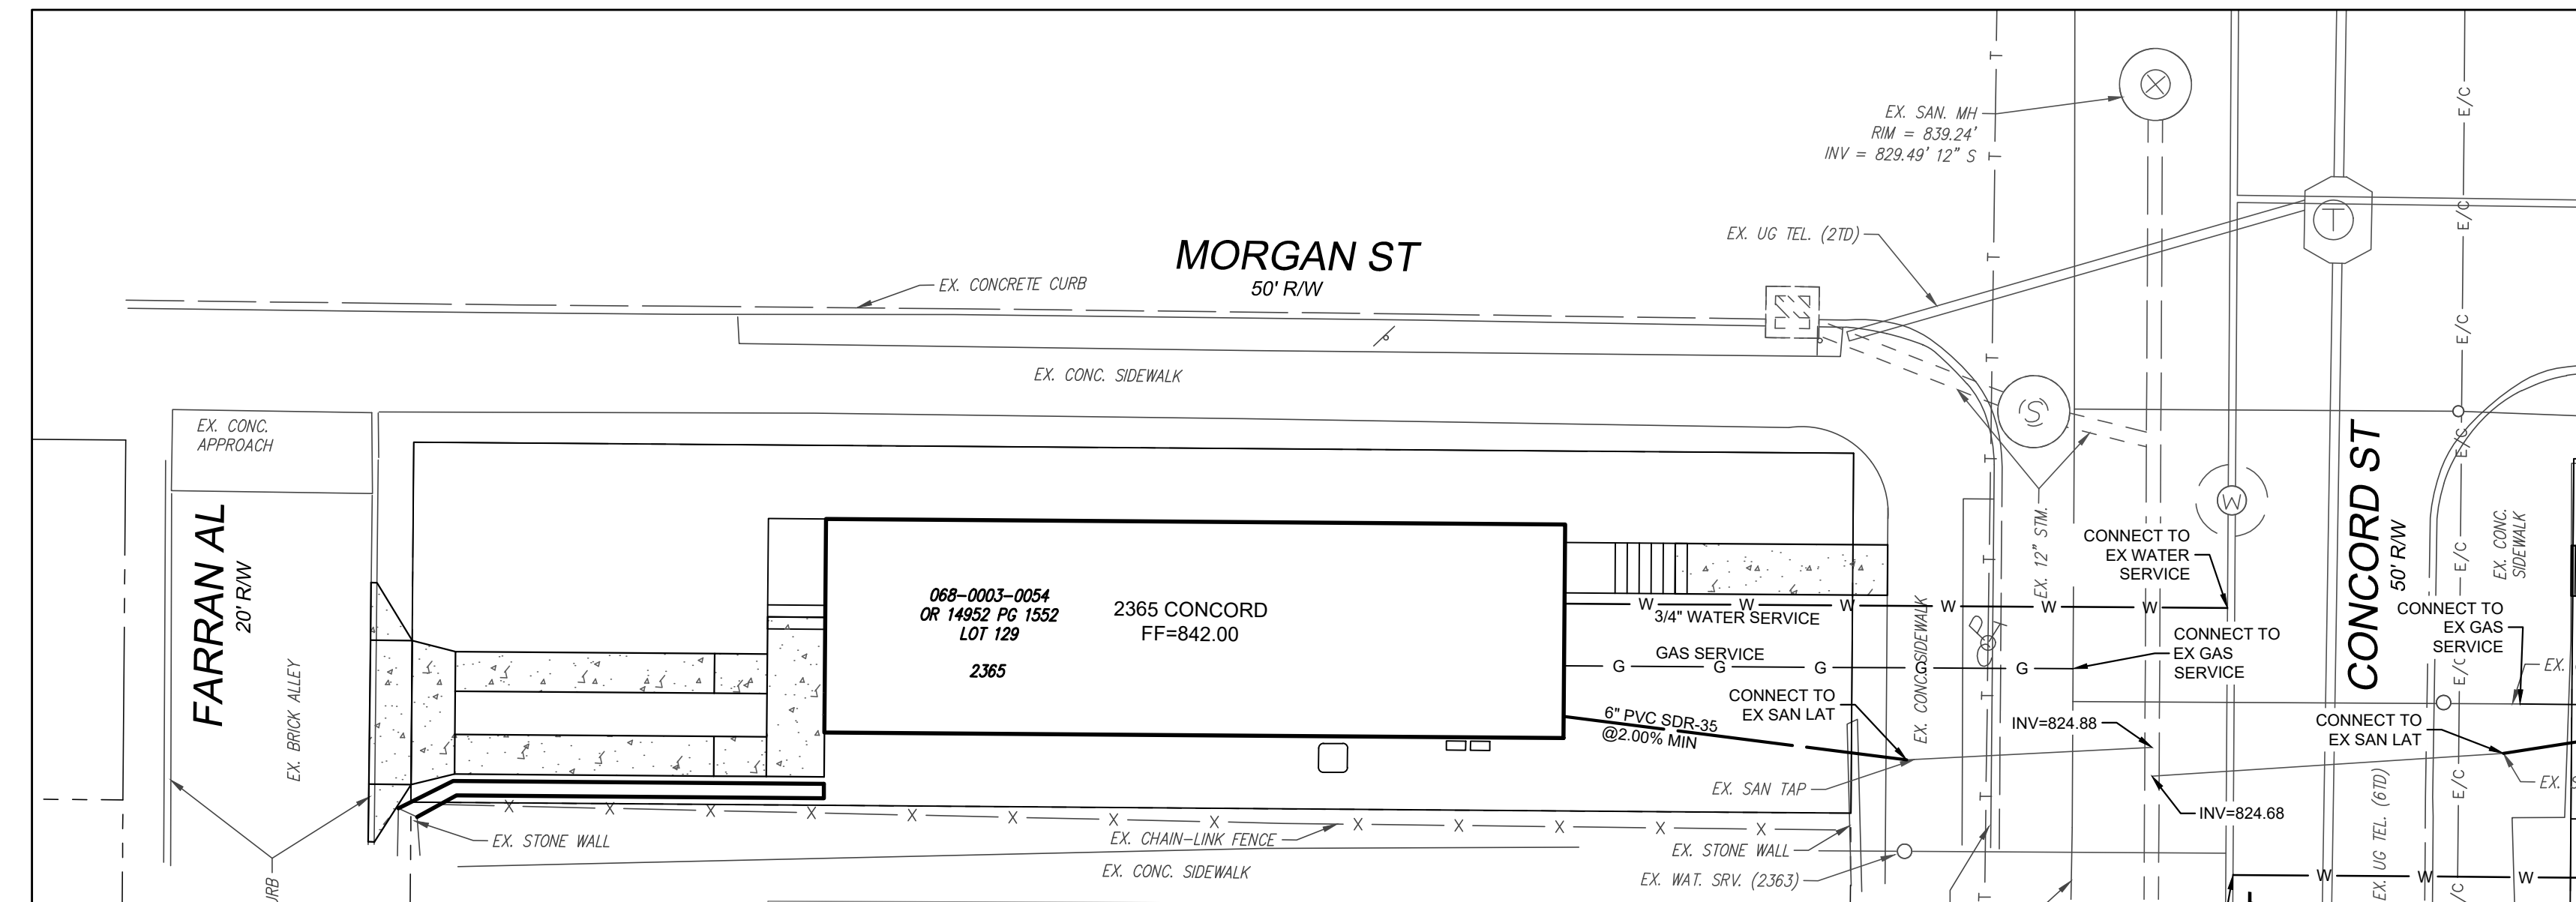 EX. SAN. MH
RIM = 839.24'
INV = 829.49' 12" S
T
EX. UG TEL. (2TD)
MORGAN ST
50' R/W
EX. CONCRETE CURB
EX. CONC. SIDEWALK
EX. CONC.
APPROACH
FARRAN AL
20' R/W
EX. BRICK ALLEY
068-0003-0054
OR 14952 PG 1552
LOT 129
2365
2365 CONCORD
FF=842.00
S
EX. 12" STM.
W
CONCORD ST
50' R/W
EX. CONC.
SIDEWALK
CONNECT TO
EX WATER
SERVICE
W W W W W W
3/4" WATER SERVICE
GAS SERVICE
G G G G G
CONNECT TO
EX GAS
SERVICE
CONNECT TO
EX GAS
SERVICE
EX.
EX. CONC. SIDEWALK
CONNECT TO
EX SAN LAT
6" PVC SDR-35
@2.00% MIN
INV=824.88
CONNECT TO
EX SAN LAT
EX. SAN TAP
INV=824.68
EX. UG TEL. (6TD)
E/C E/C E/C E/C E/C E/C E/C E/C E/C
T T T T T T T T T
X X X X X X X X X X X X X
EX. STONE WALL
EX. CHAIN-LINK FENCE
EX. CONC. SIDEWALK
EX. STONE WALL
EX. WAT. SRV. (2363)
W W W
URB